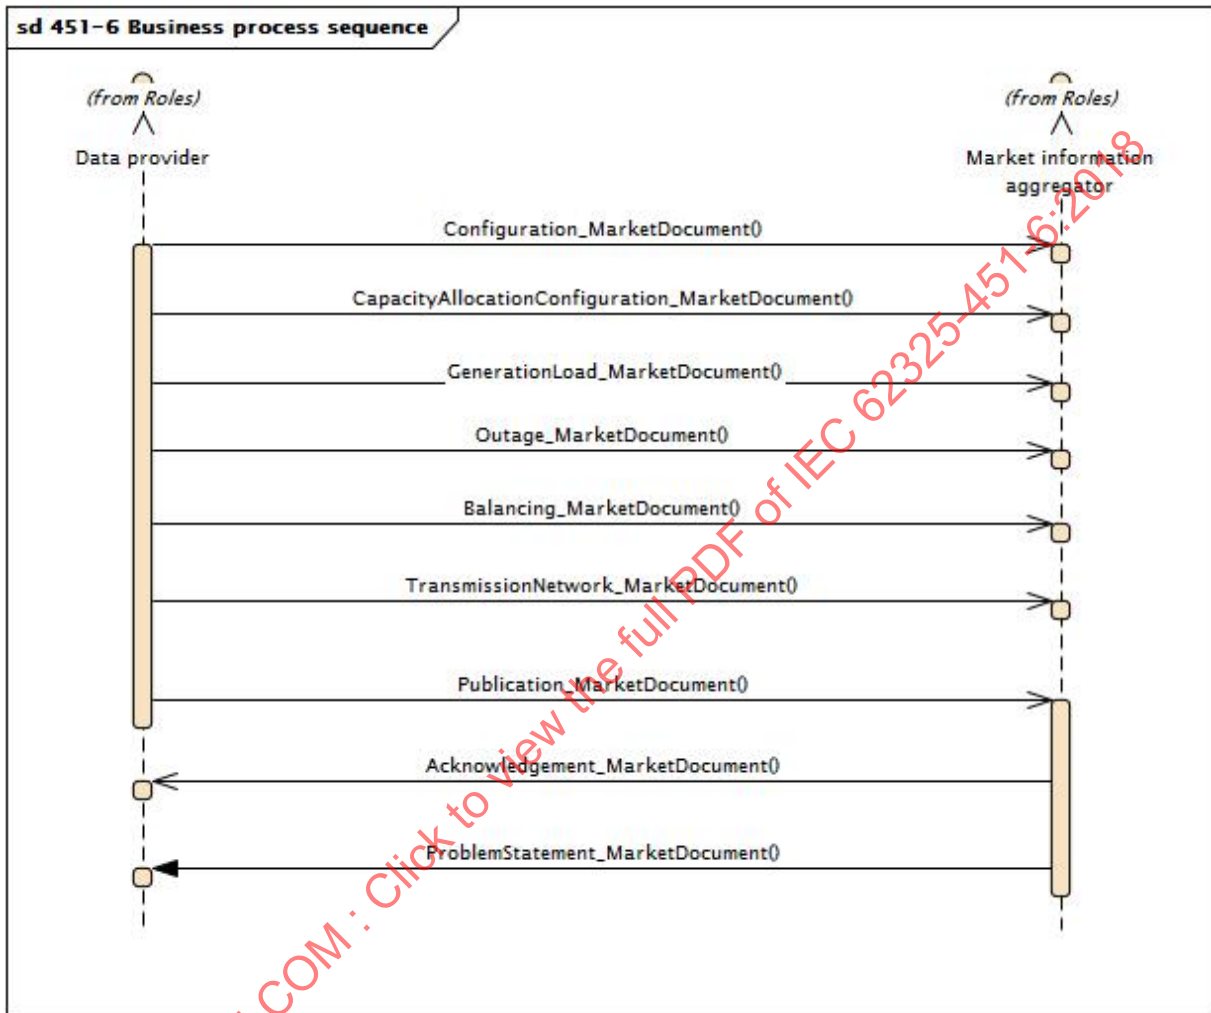 sd 451-6 Business process sequence
(from Roles)
(from Roles)
Data provider
Market information
aggregator
Configuration_MarketDocument()
CapacityAllocationConfiguration_MarketDocument()
GenerationLoad_MarketDocument()
Outage_MarketDocument()
Balancing_MarketDocument()
TransmissionNetwork_MarketDocument()
Publication_MarketDocument()
Acknowledgement_MarketDocument()
ProblemStatement_MarketDocument()
COM : Click to view the full PDF of IEC 62325-451-6:2018